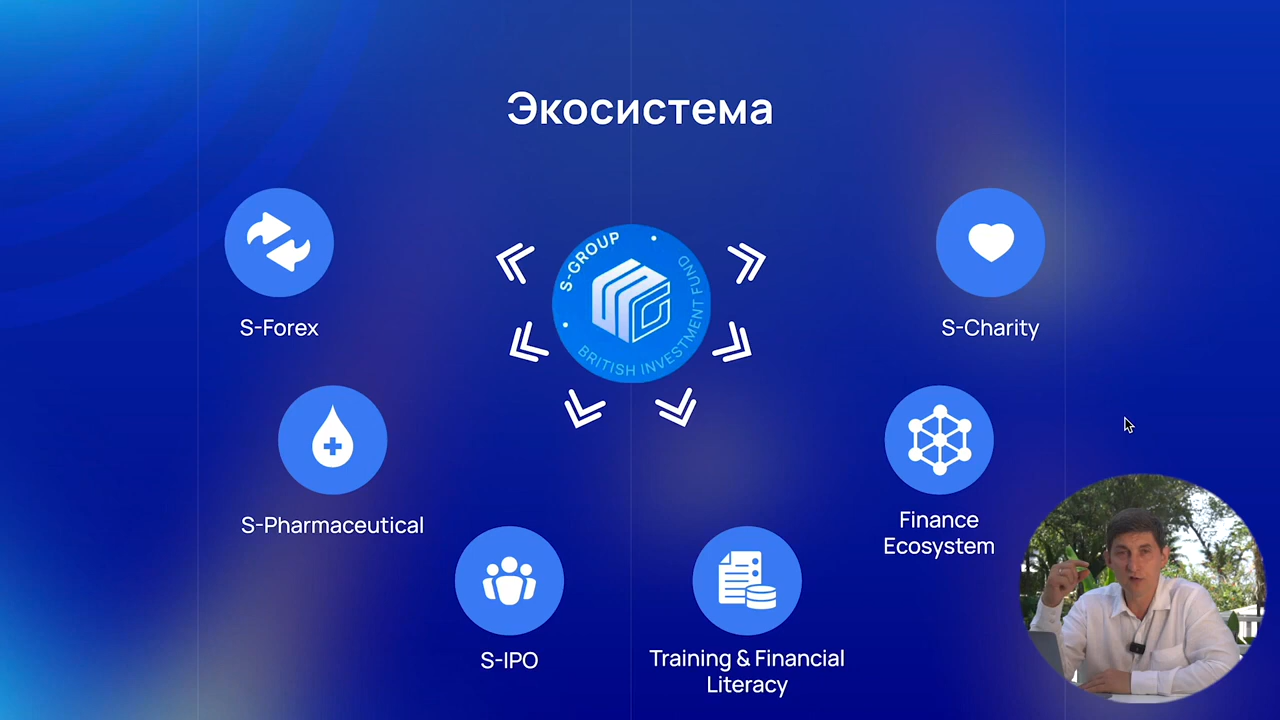 Экосистема
S-GROUP
BRITISH INVESTMENT FUND
S-Forex
S-Charity
S-Pharmaceutical
Finance
Ecosystem
S-IPO
Training & Financial
Literacy